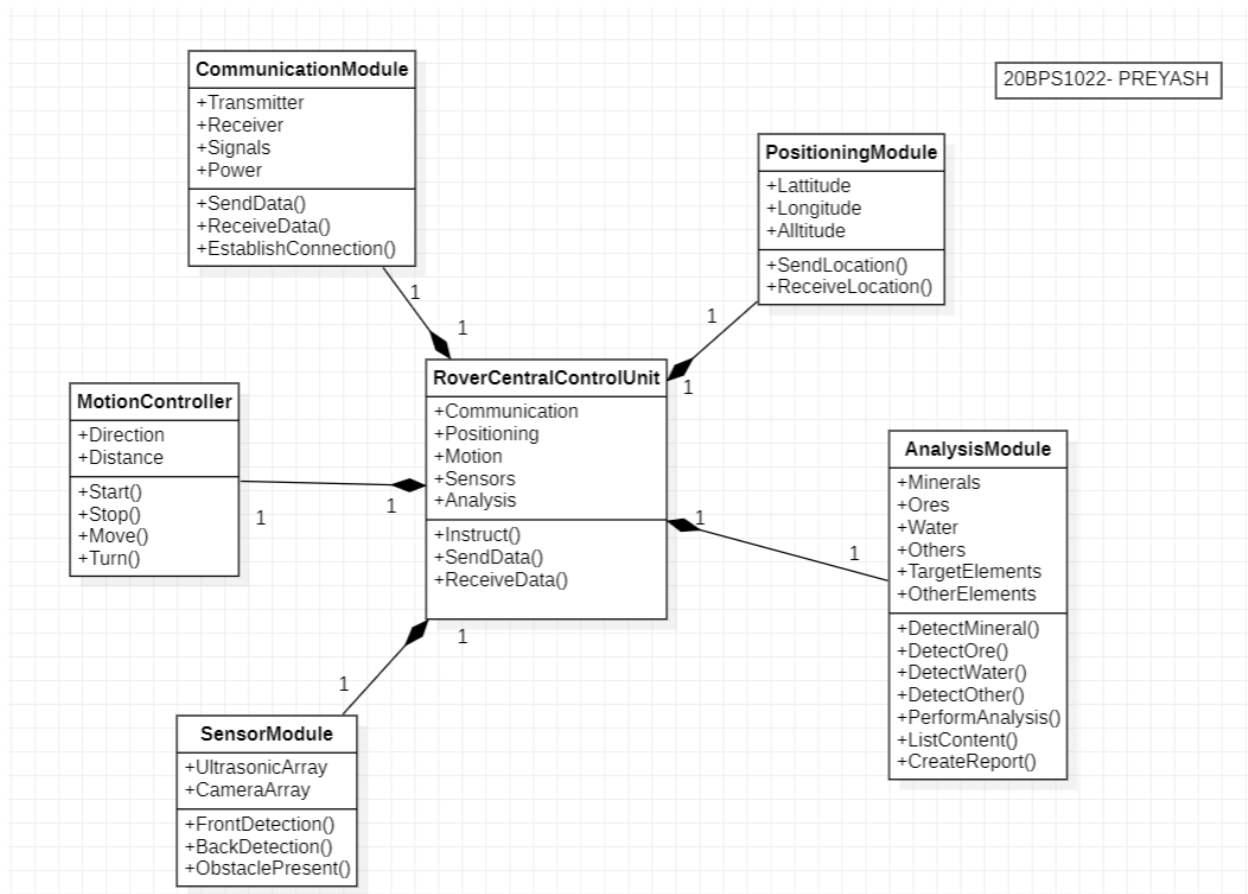 CommunicationModule
+Transmitter
+Receiver
+Signals
+Power
+SendData()
+ReceiveData()
+EstablishConnection()
20BPS1022- PREYASH
PositioningModule
+Lattitude
+Longitude
+Alltitude
+SendLocation()
+ReceiveLocation()
1
1
1
1
RoverCentralControlUnit
+Communication
+Positioning
+Motion
+Sensors
+Analysis
+Instruct()
+SendData()
+ReceiveData()
MotionController
+Direction
+Distance
+Start()
+Stop()
+Move()
+Turn()
1
1
1
1
AnalysisModule
+Minerals
+Ores
+Water
+Others
+TargetElements
+OtherElements
+DetectMineral()
+DetectOre()
+DetectWater()
+DetectOther()
+PerformAnalysis()
+ListContent()
+CreateReport()
1
1
SensorModule
+UltrasonicArray
+CameraArray
+FrontDetection()
+BackDetection()
+ObstaclePresent()